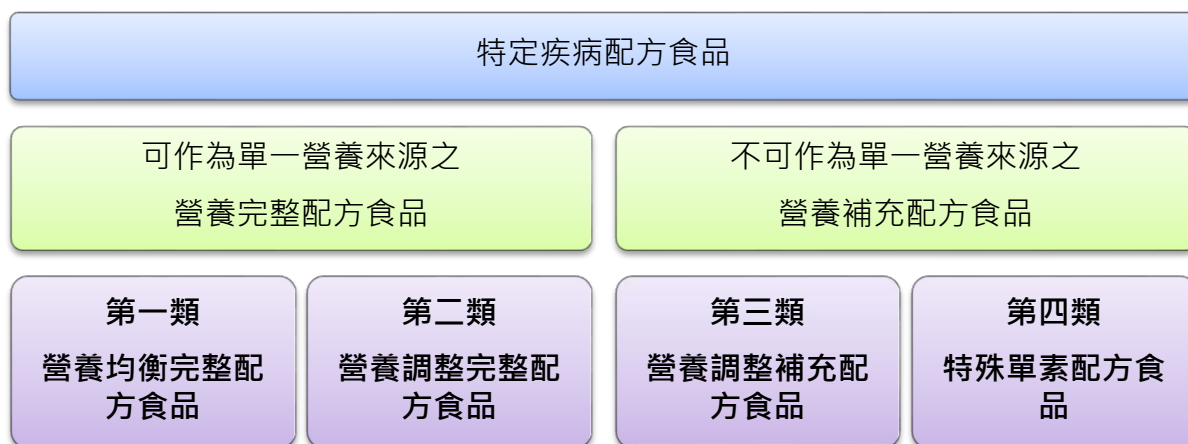 特定疾病配方食品
可作為單一營養來源之
營養完整配方食品
不可作為單一營養來源之
營養補充配方食品
第一類
營養均衡完整配
方食品
第二類
營養調整完整配
方食品
第三類
營養調整補充配
方食品
第四類
特殊單素配方食
品